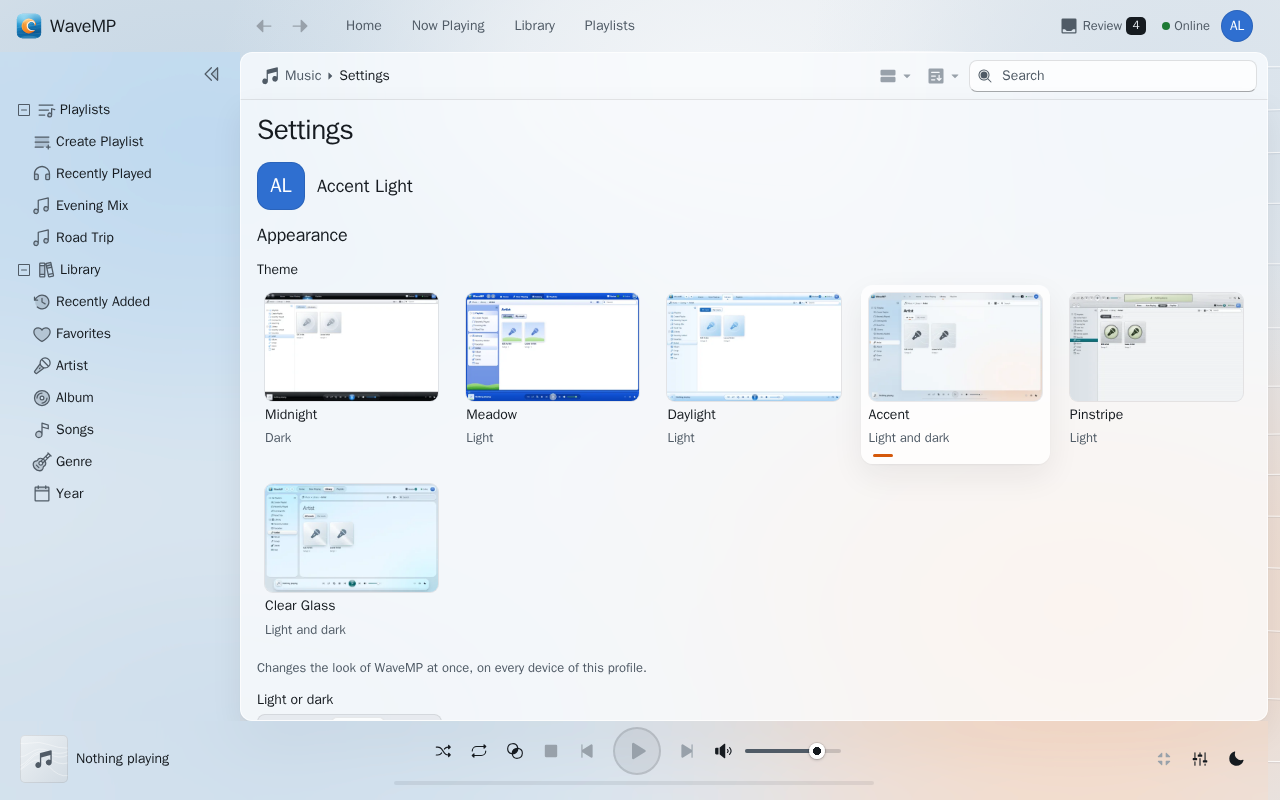 WaveMP
Home
Now Playing
Library
Playlists
Review 4
Online
AL
Music
Settings
Search
Playlists
Create Playlist
Recently Played
Evening Mix
Road Trip
Library
Recently Added
Favorites
Artist
Album
Songs
Genre
Year
Settings
AL
Accent Light
Appearance
Theme
Midnight
Dark
Meadow
Light
Daylight
Light
Accent
Light and dark
Pinstripe
Light
Clear Glass
Light and dark
Changes the look of WaveMP at once, on every device of this profile.
Light or dark
Nothing playing